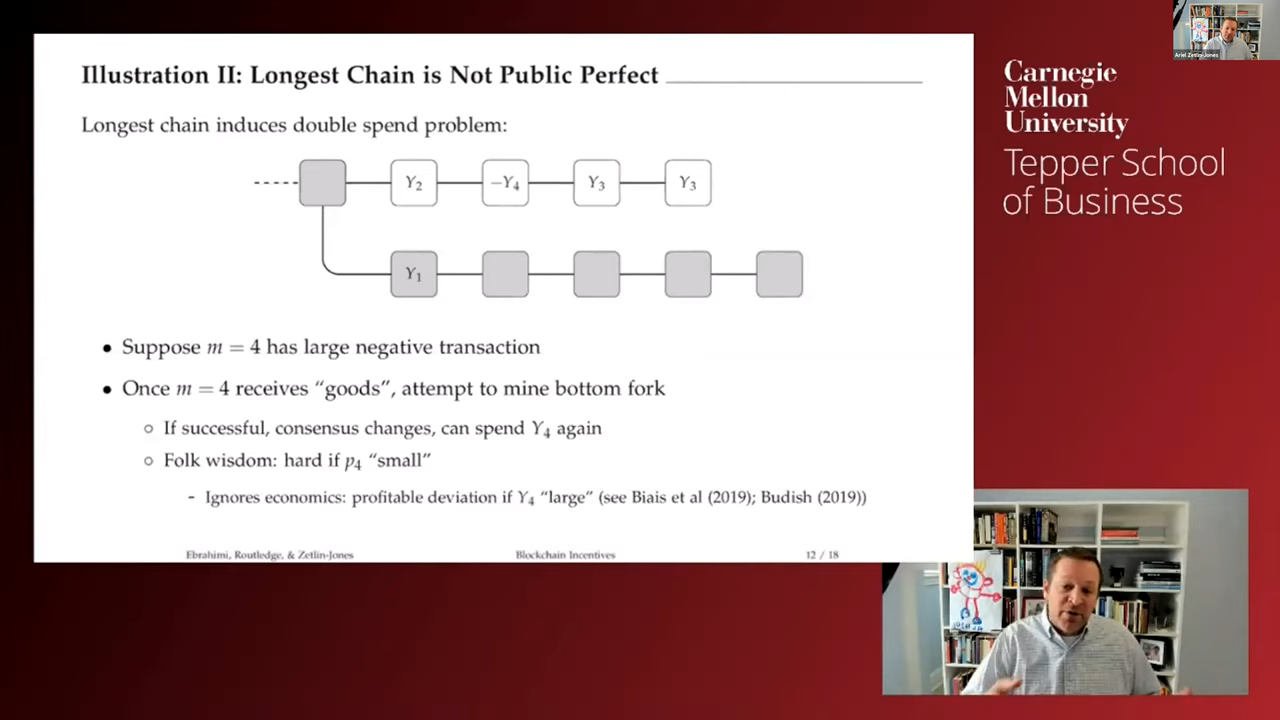 Illustration II: Longest Chain is Not Public Perfect
Longest chain induces double spend problem:
Y₂ −Y₄ Y₃ Y₃
Y₁
• Suppose m = 4 has large negative transaction
• Once m = 4 receives “goods”, attempt to mine bottom fork
○ If successful, consensus changes, can spend Y₄ again
○ Folk wisdom: hard if p₄ “small”
- Ignores economics: profitable deviation if Y₄ “large” (see Biais et al (2019); Budish (2019))
Ebrahimi, Routledge, & Zetlin-Jones Blockchain Incentives 12 / 18
Carnegie
Mellon
University
Tepper School
of Business
Ariel Zetlin-Jones